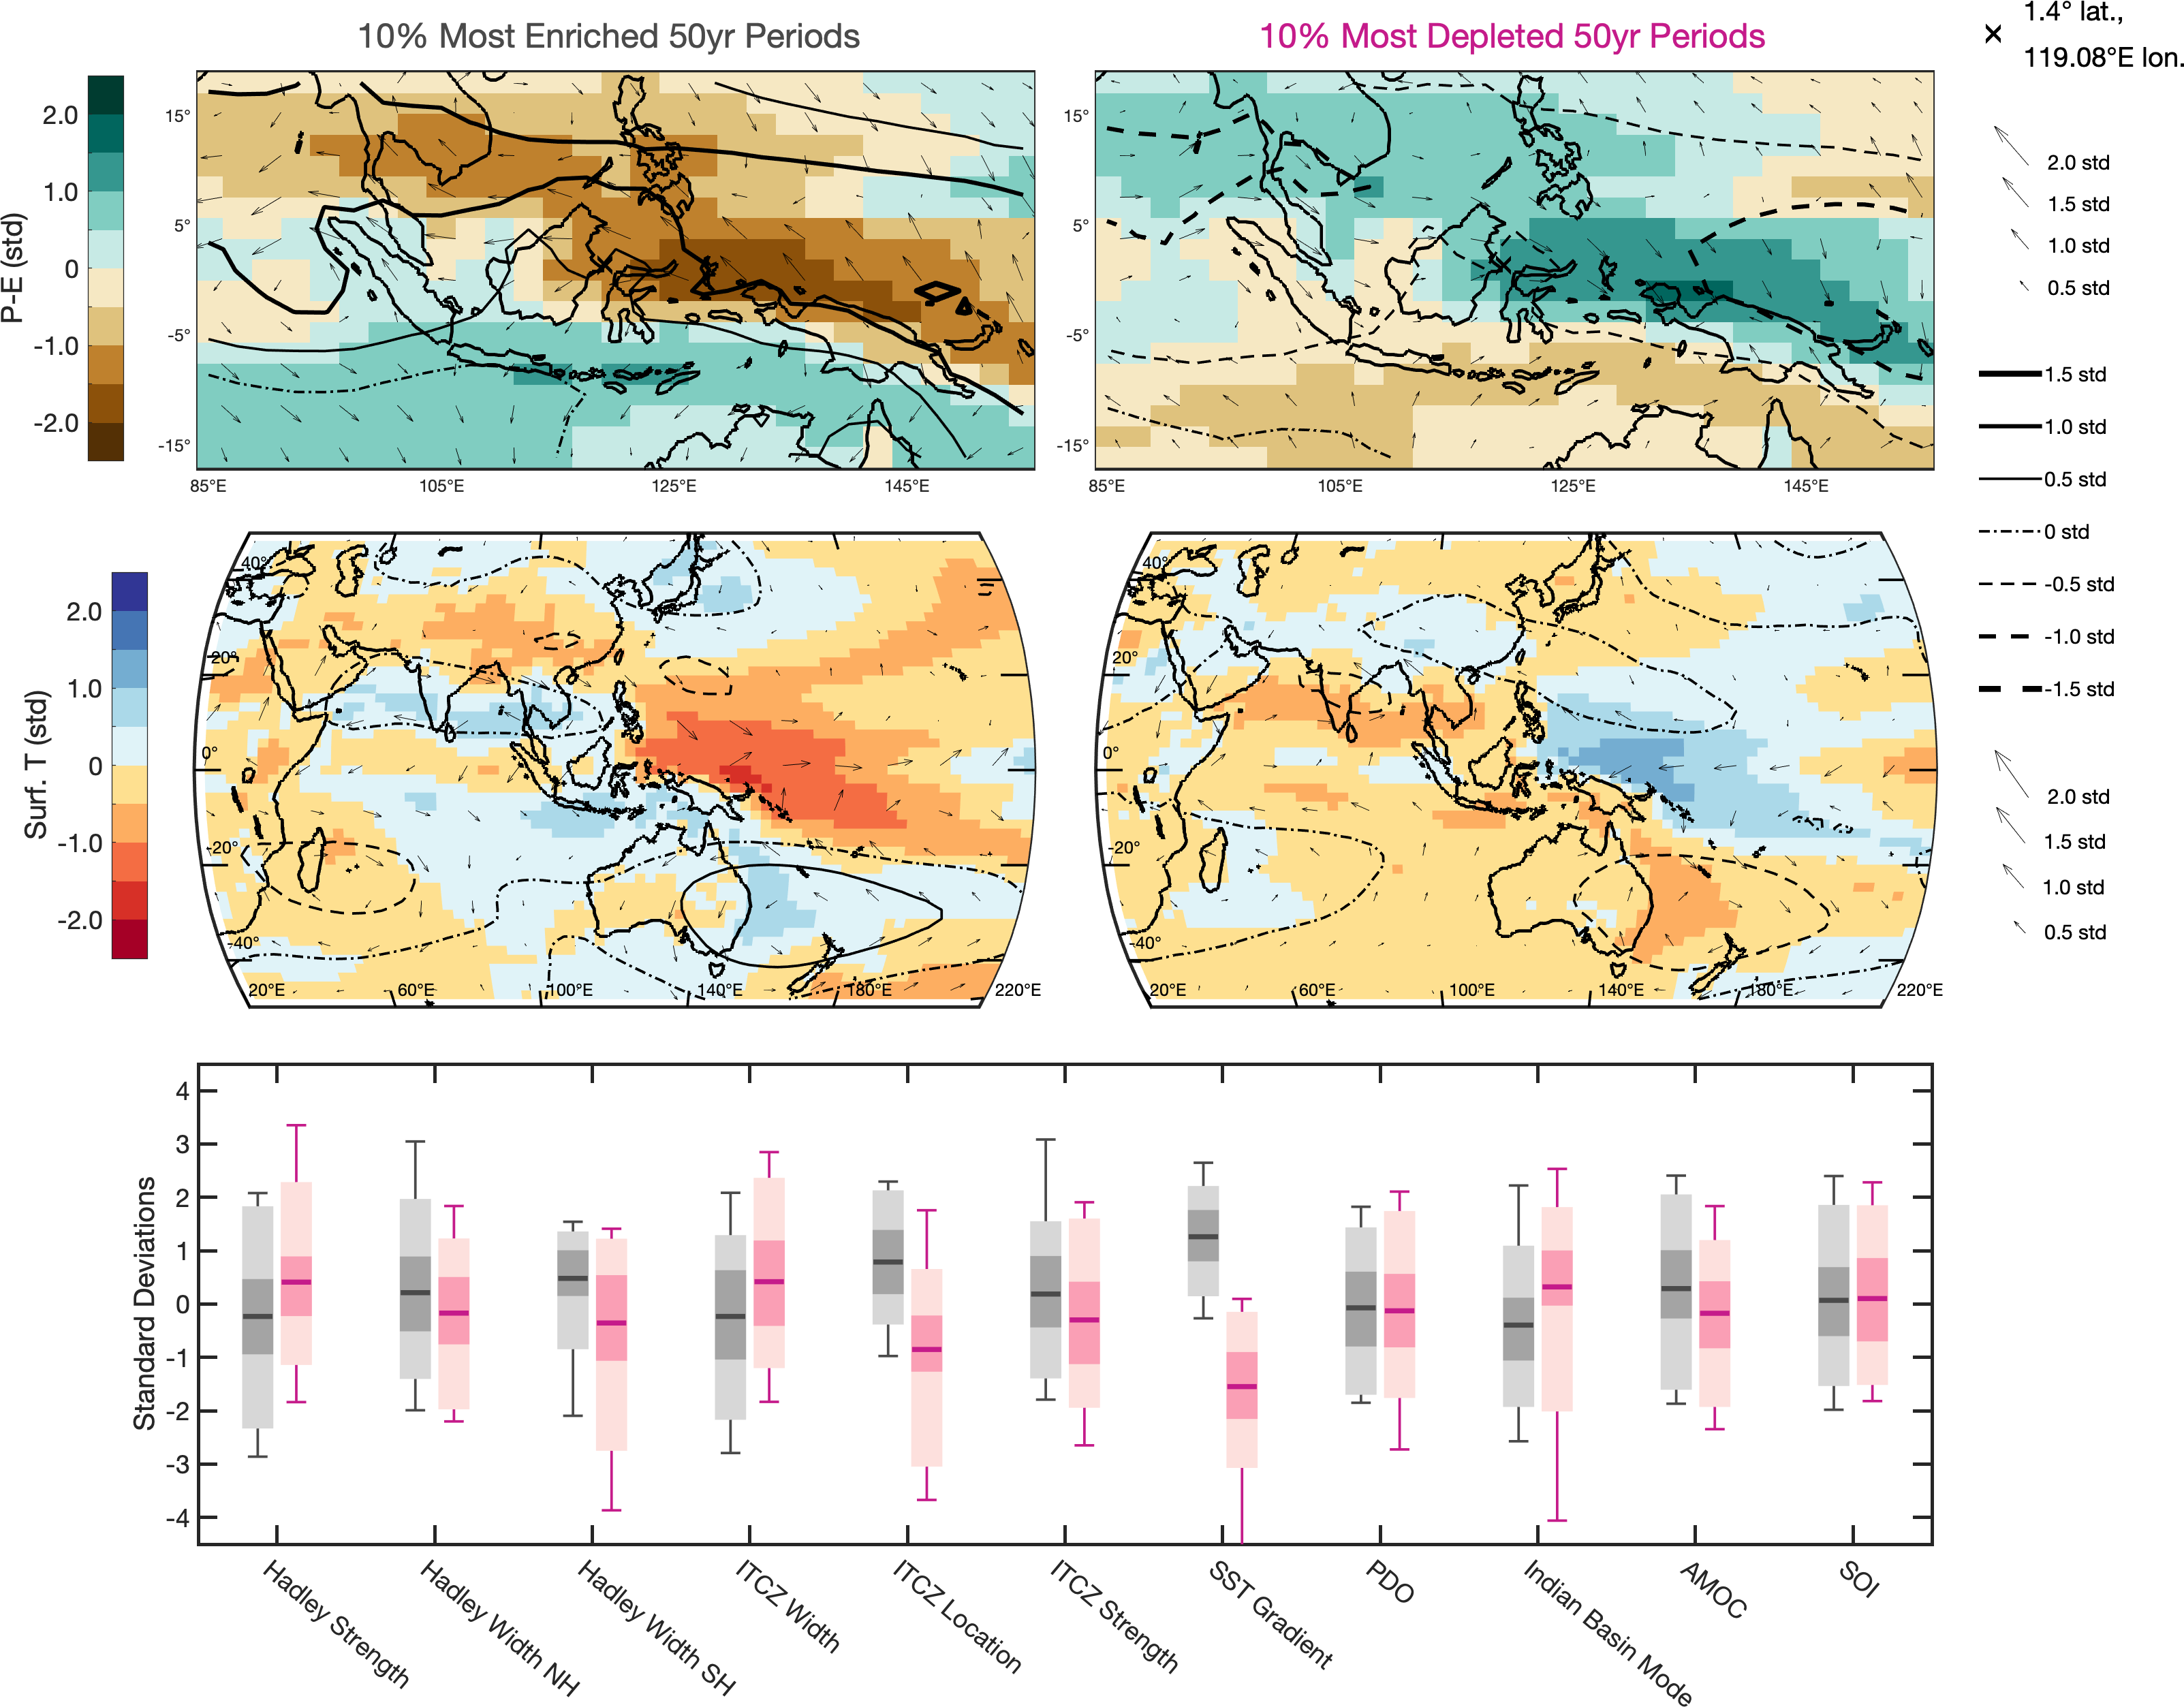 10% Most Enriched 50yr Periods
10% Most Depleted 50yr Periods
1.4° lat.,
119.08°E lon.
P-E (std)
2.0
1.0
0
-1.0
-2.0
15°
5°
-5°
-15°
85°E
105°E
125°E
145°E
15°
5°
-5°
-15°
85°E
105°E
125°E
145°E
2.0 std
1.5 std
1.0 std
0.5 std
1.5 std
1.0 std
0.5 std
0 std
-0.5 std
-1.0 std
-1.5 std
Surf. T (std)
2.0
1.0
0
-1.0
-2.0
40°
20°
0°
-20°
-40°
20°E
60°E
100°E
140°E
180°E
220°E
40°
20°
0°
-20°
-40°
20°E
60°E
100°E
140°E
180°E
220°E
2.0 std
1.5 std
1.0 std
0.5 std
Standard Deviations
4
3
2
1
0
-1
-2
-3
-4
Hadley Strength
Hadley Width NH
Hadley Width SH
ITCZ Width
ITCZ Location
ITCZ Strength
SST Gradient
PDO
Indian Basin Mode
AMOC
SOI